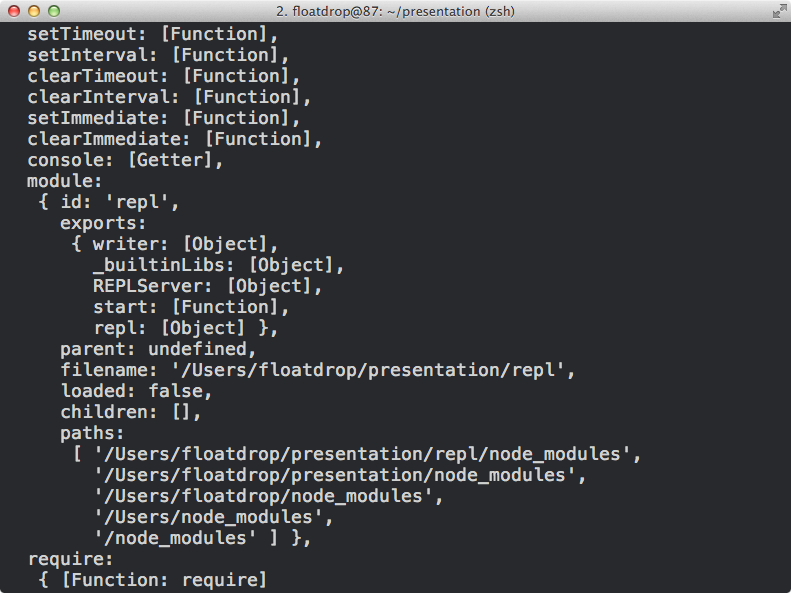 2. floatdrop@87: ~/presentation (zsh)
setTimeout: [Function],
setInterval: [Function],
clearTimeout: [Function],
clearInterval: [Function],
setImmediate: [Function],
clearImmediate: [Function],
console: [Getter],
module:
{ id: 'repl',
exports:
{ writer: [Object],
_builtinLibs: [Object],
REPLServer: [Object],
start: [Function],
repl: [Object] },
parent: undefined,
filename: '/Users/floatdrop/presentation/repl',
loaded: false,
children: [],
paths:
[ '/Users/floatdrop/presentation/repl/node_modules',
'/Users/floatdrop/presentation/node_modules',
'/Users/floatdrop/node_modules',
'/Users/node_modules',
'/node_modules' ] },
require:
{ [Function: require]